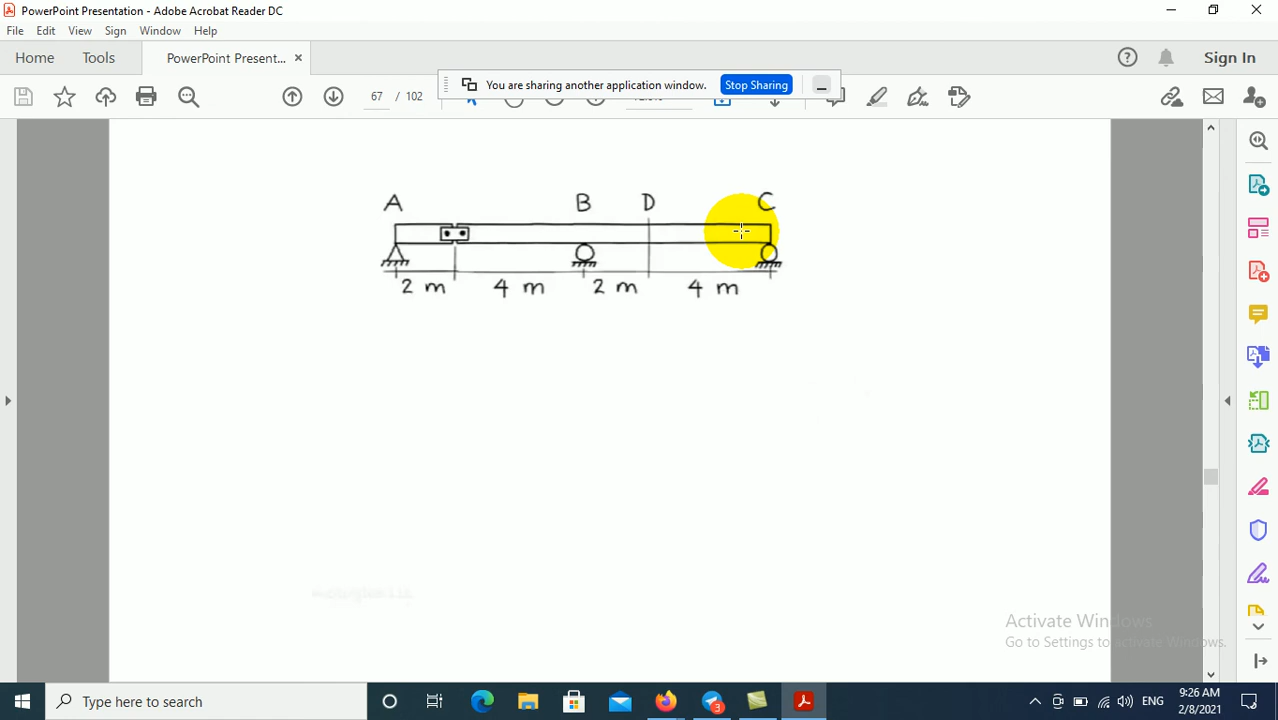 PowerPoint Presentation - Adobe Acrobat Reader DC
File Edit View Sign Window Help
Home Tools PowerPoint Present... Sign In
You are sharing another application window. Stop Sharing
67 / 102
A B D C
2 m 4 m 2 m 4 m
Activate Windows
Go to Settings to activate Windows.
Type here to search
3
ENG
9:26 AM
2/8/2021